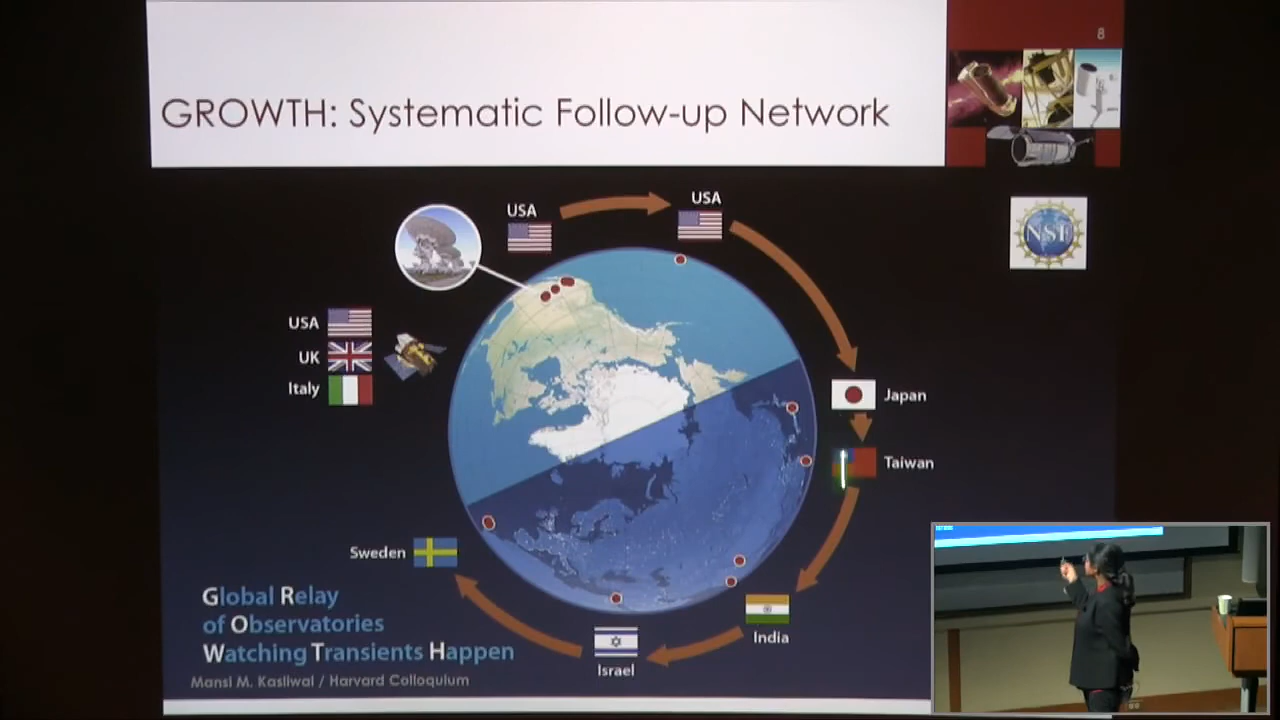 8
GROWTH: Systematic Follow-up Network
USA
USA
NSF
USA
UK
Italy
Japan
Taiwan
Sweden
India
Israel
Global Relay
of Observatories
Watching Transients Happen
Mansi M. Kasliwal / Harvard Colloquium